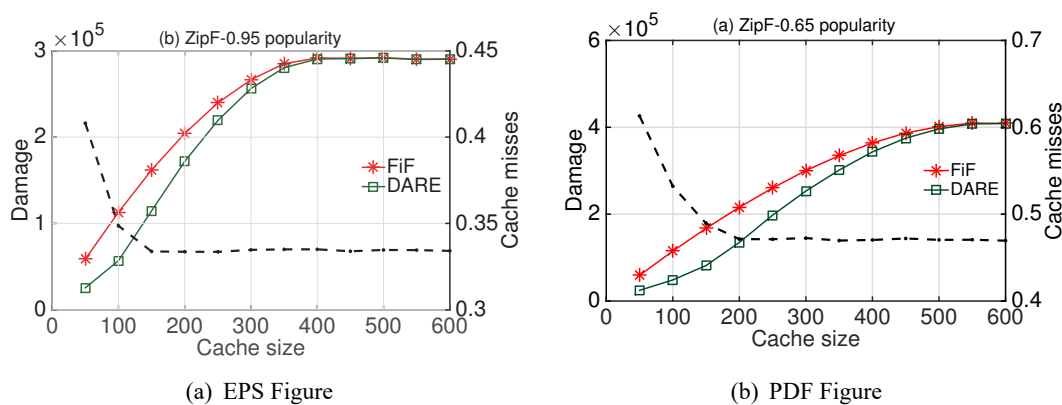 ×10^5
(b) ZipF-0.95 popularity
3
2
1
0
Damage
0.45
0.4
0.35
0.3
Cache misses
FiF
DARE
0 100 200 300 400 500 600
Cache size
(a) EPS Figure
×10^5
(a) ZipF-0.65 popularity
6
4
2
0
Damage
0.7
0.6
0.5
0.4
Cache misses
FiF
DARE
0 100 200 300 400 500 600
Cache size
(b) PDF Figure